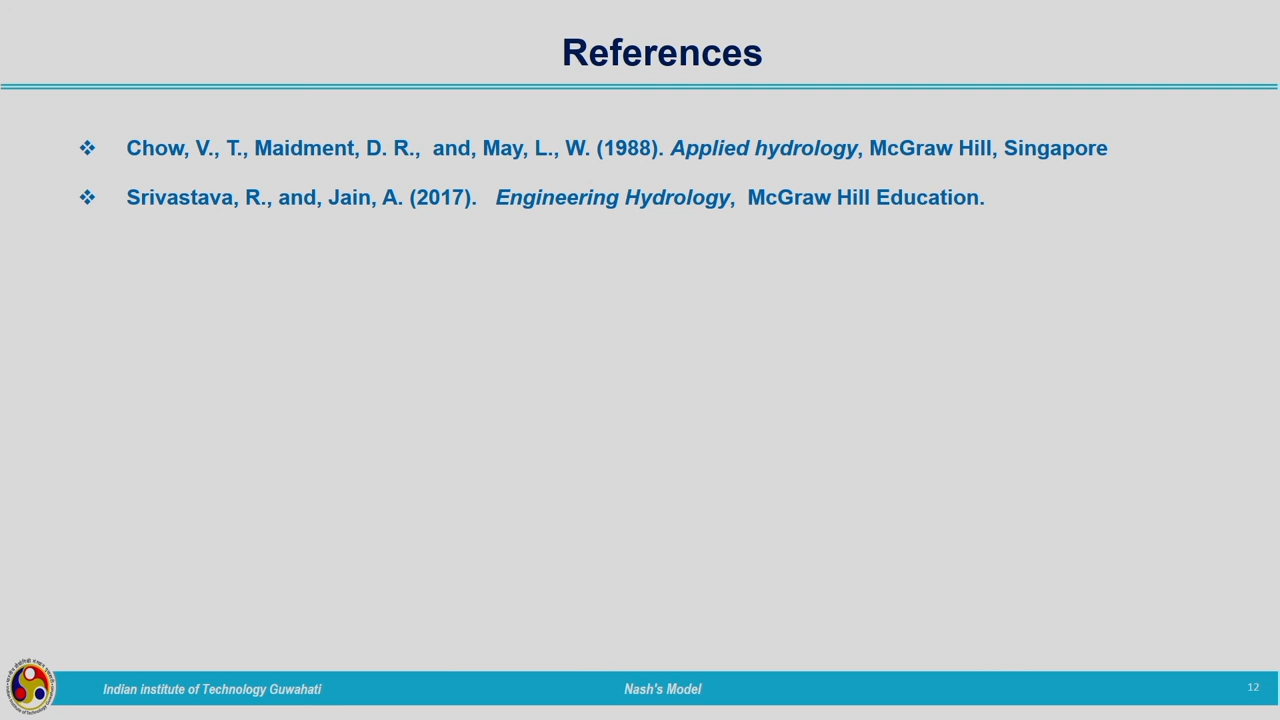 References
❖ Chow, V., T., Maidment, D. R., and, May, L., W. (1988). Applied hydrology, McGraw Hill, Singapore
❖ Srivastava, R., and, Jain, A. (2017). Engineering Hydrology, McGraw Hill Education.
Indian institute of Technology Guwahati
Nash's Model
12